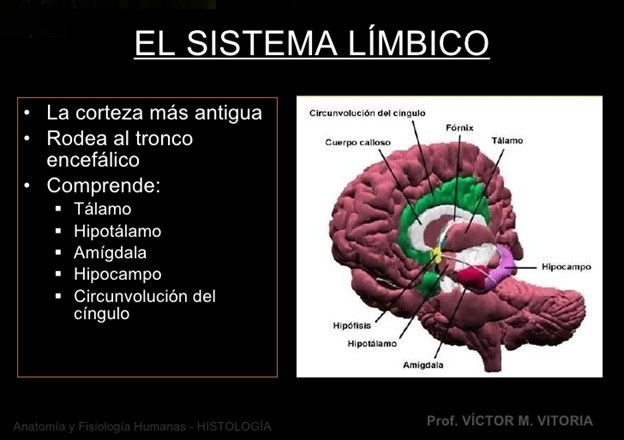 EL SISTEMA LÍMBICO
• La corteza más antigua
• Rodea al tronco
encefálico
• Comprende:
▪ Tálamo
▪ Hipotálamo
▪ Amígdala
▪ Hipocampo
▪ Circunvolución del
cíngulo
Circunvolución del cíngulo
Fórnix
Cuerpo calloso
Tálamo
Hipocampo
Hipófisis
Hipotálamo
Amígdala
Anatomía y Fisiología Humanas - HISTOLOGÍA
Prof. VÍCTOR M. VITORIA